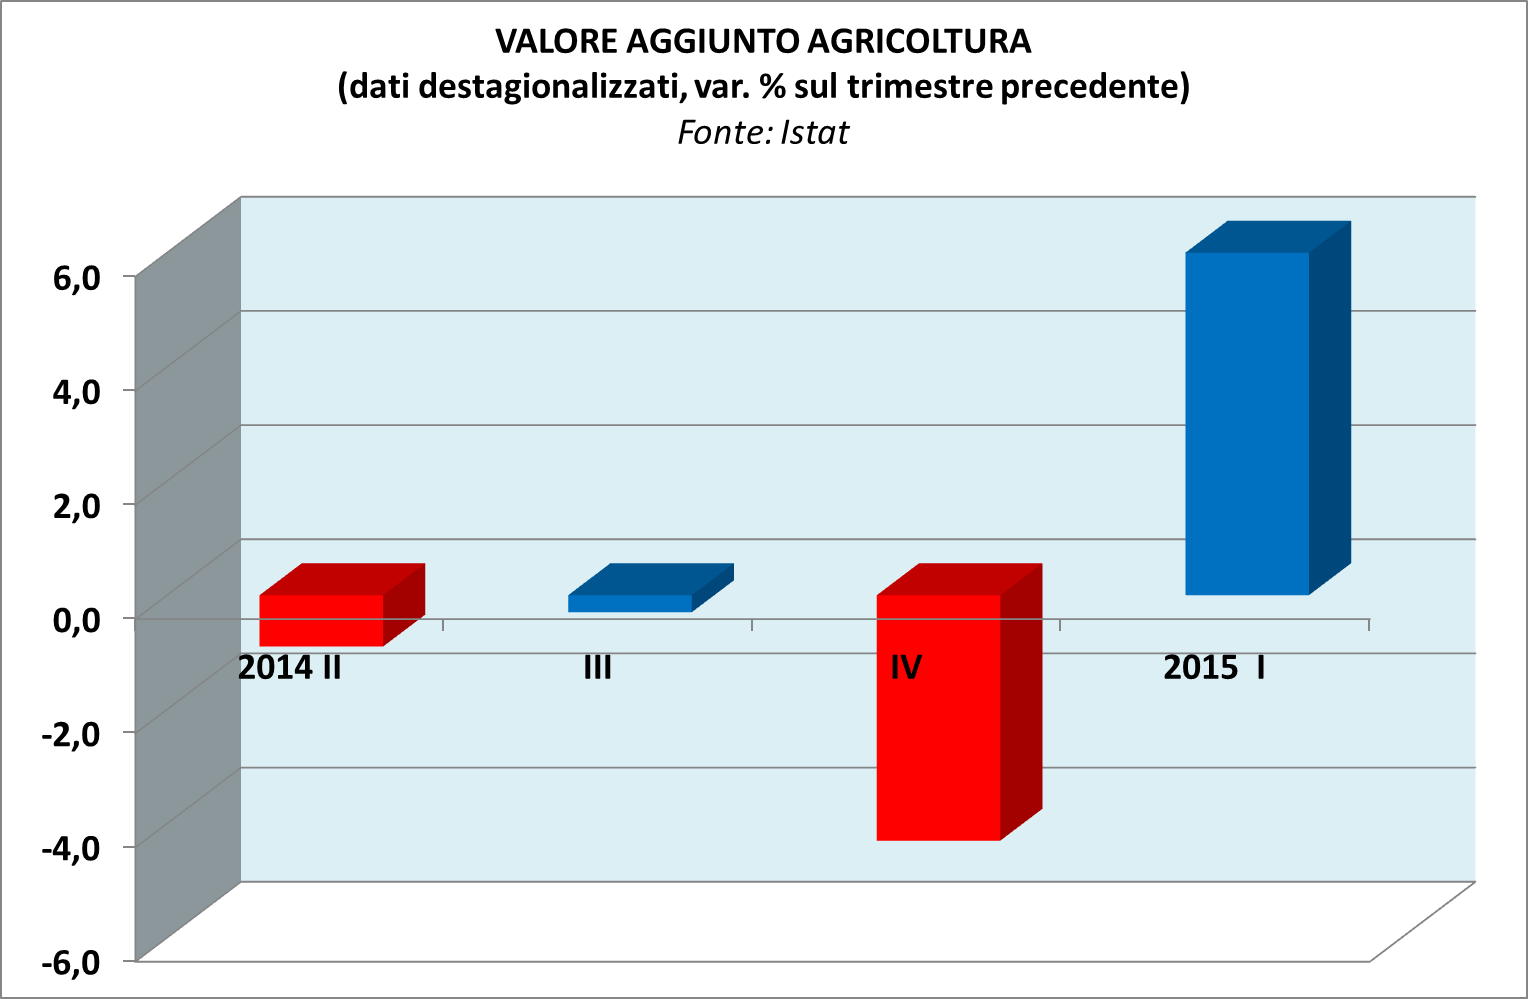 VALORE AGGIUNTO AGRICOLTURA
(dati destagionalizzati, var. % sul trimestre precedente)
Fonte: Istat
6,0
4,0
2,0
0,0
2014 II III IV 2015 I
-2,0
-4,0
-6,0